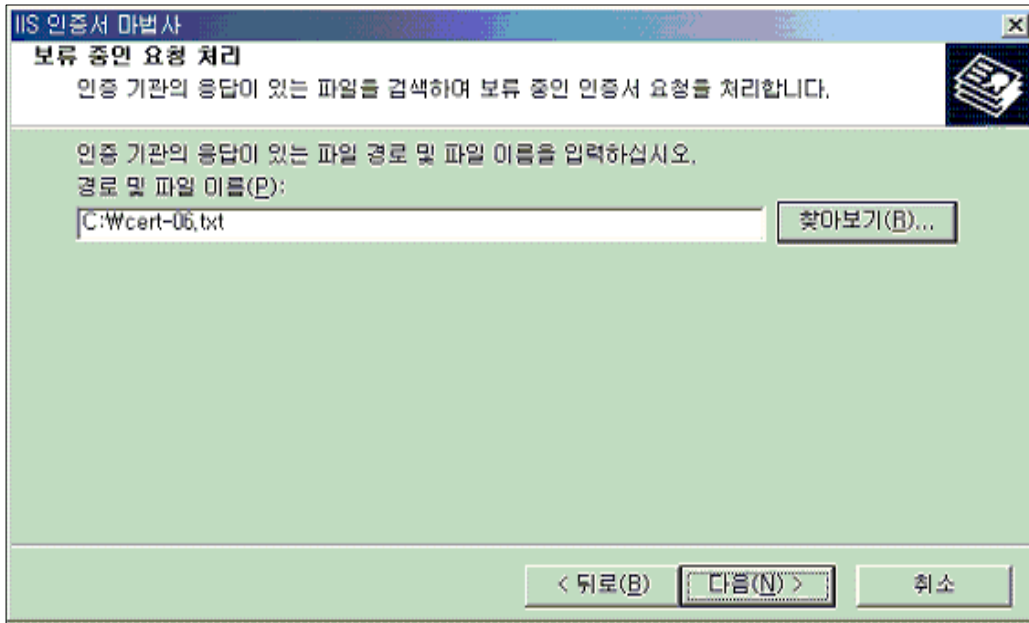 IIS 인증서 마법사
보류 중인 요청 처리
인증 기관의 응답이 있는 파일을 검색하여 보류 중인 인증서 요청을 처리합니다.
인증 기관의 응답이 있는 파일 경로 및 파일 이름을 입력하십시오.
경로 및 파일 이름(P):
C:₩cert-06.txt
찾아보기(R)...
< 뒤로(B)
다음(N) >
취소